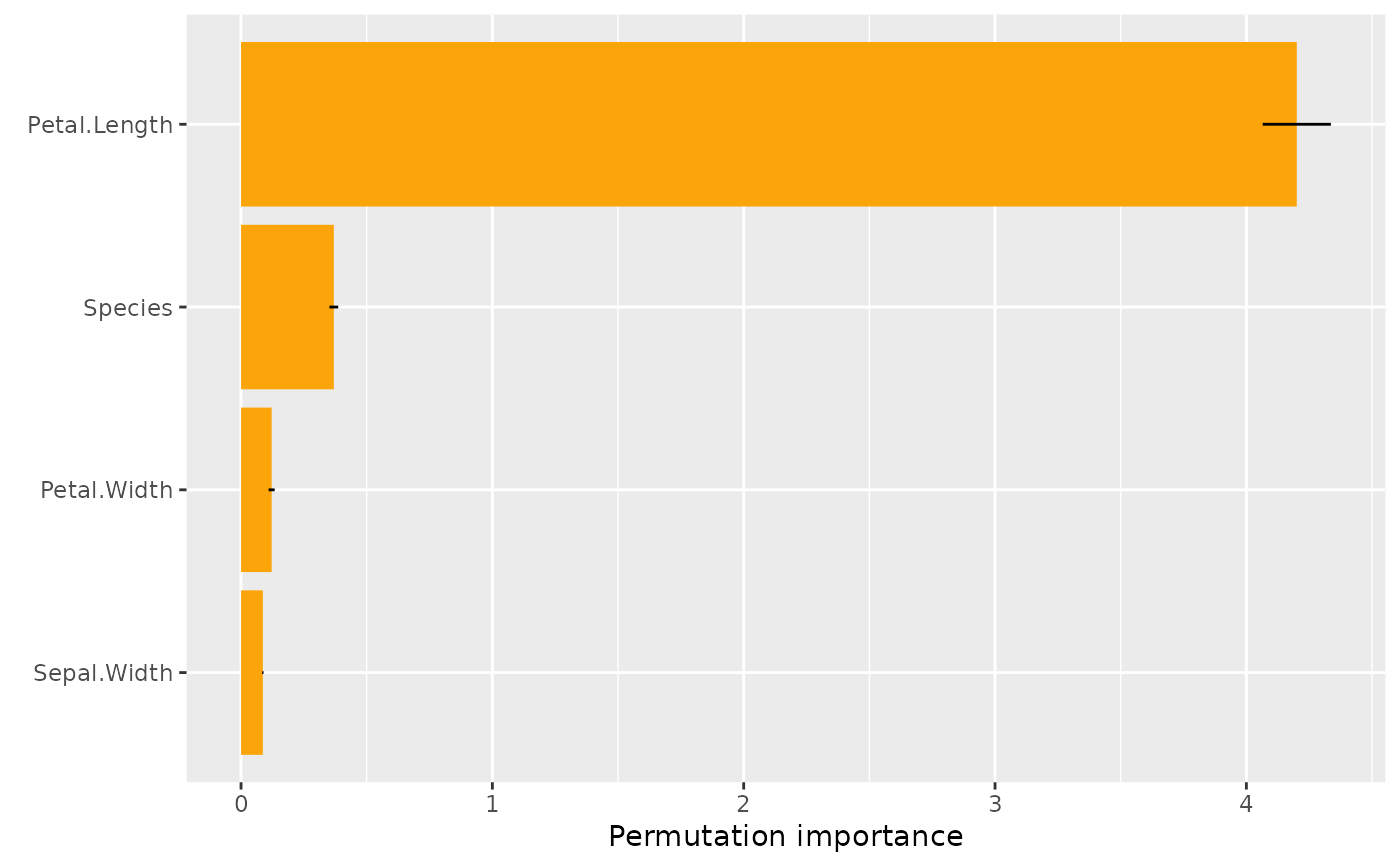 Petal.Length
Species
Petal.Width
Sepal.Width
0 1 2 3 4
Permutation importance